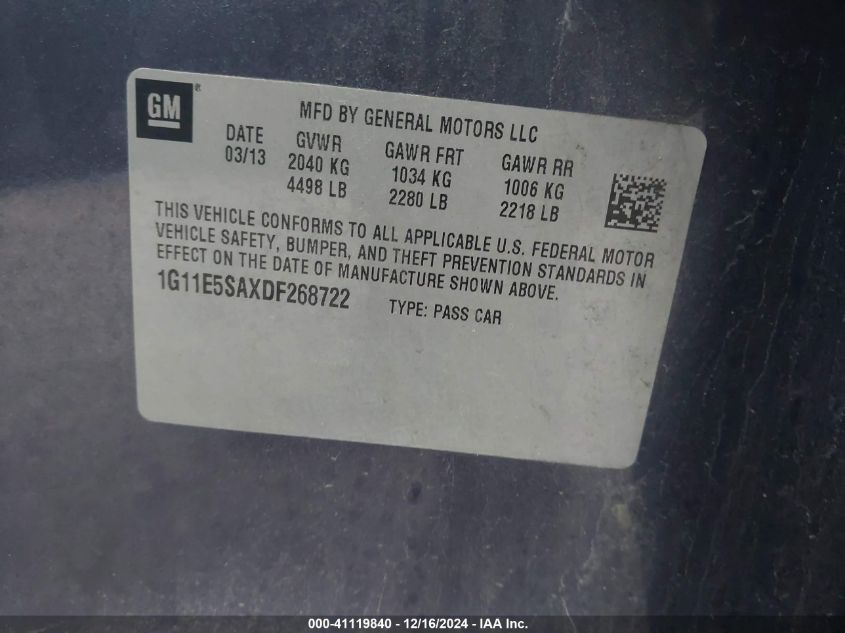 GM®
MFD BY GENERAL MOTORS LLC
DATE GVWR GAWR FRT GAWR RR
03/13 2040 KG 1034 KG 1006 KG
4498 LB 2280 LB 2218 LB
THIS VEHICLE CONFORMS TO ALL APPLICABLE U.S. FEDERAL MOTOR
VEHICLE SAFETY, BUMPER, AND THEFT PREVENTION STANDARDS IN
EFFECT ON THE DATE OF MANUFACTURE SHOWN ABOVE.
1G11E5SAXDF268722 TYPE: PASS CAR
000-41119840 - 12/16/2024 - IAA Inc.